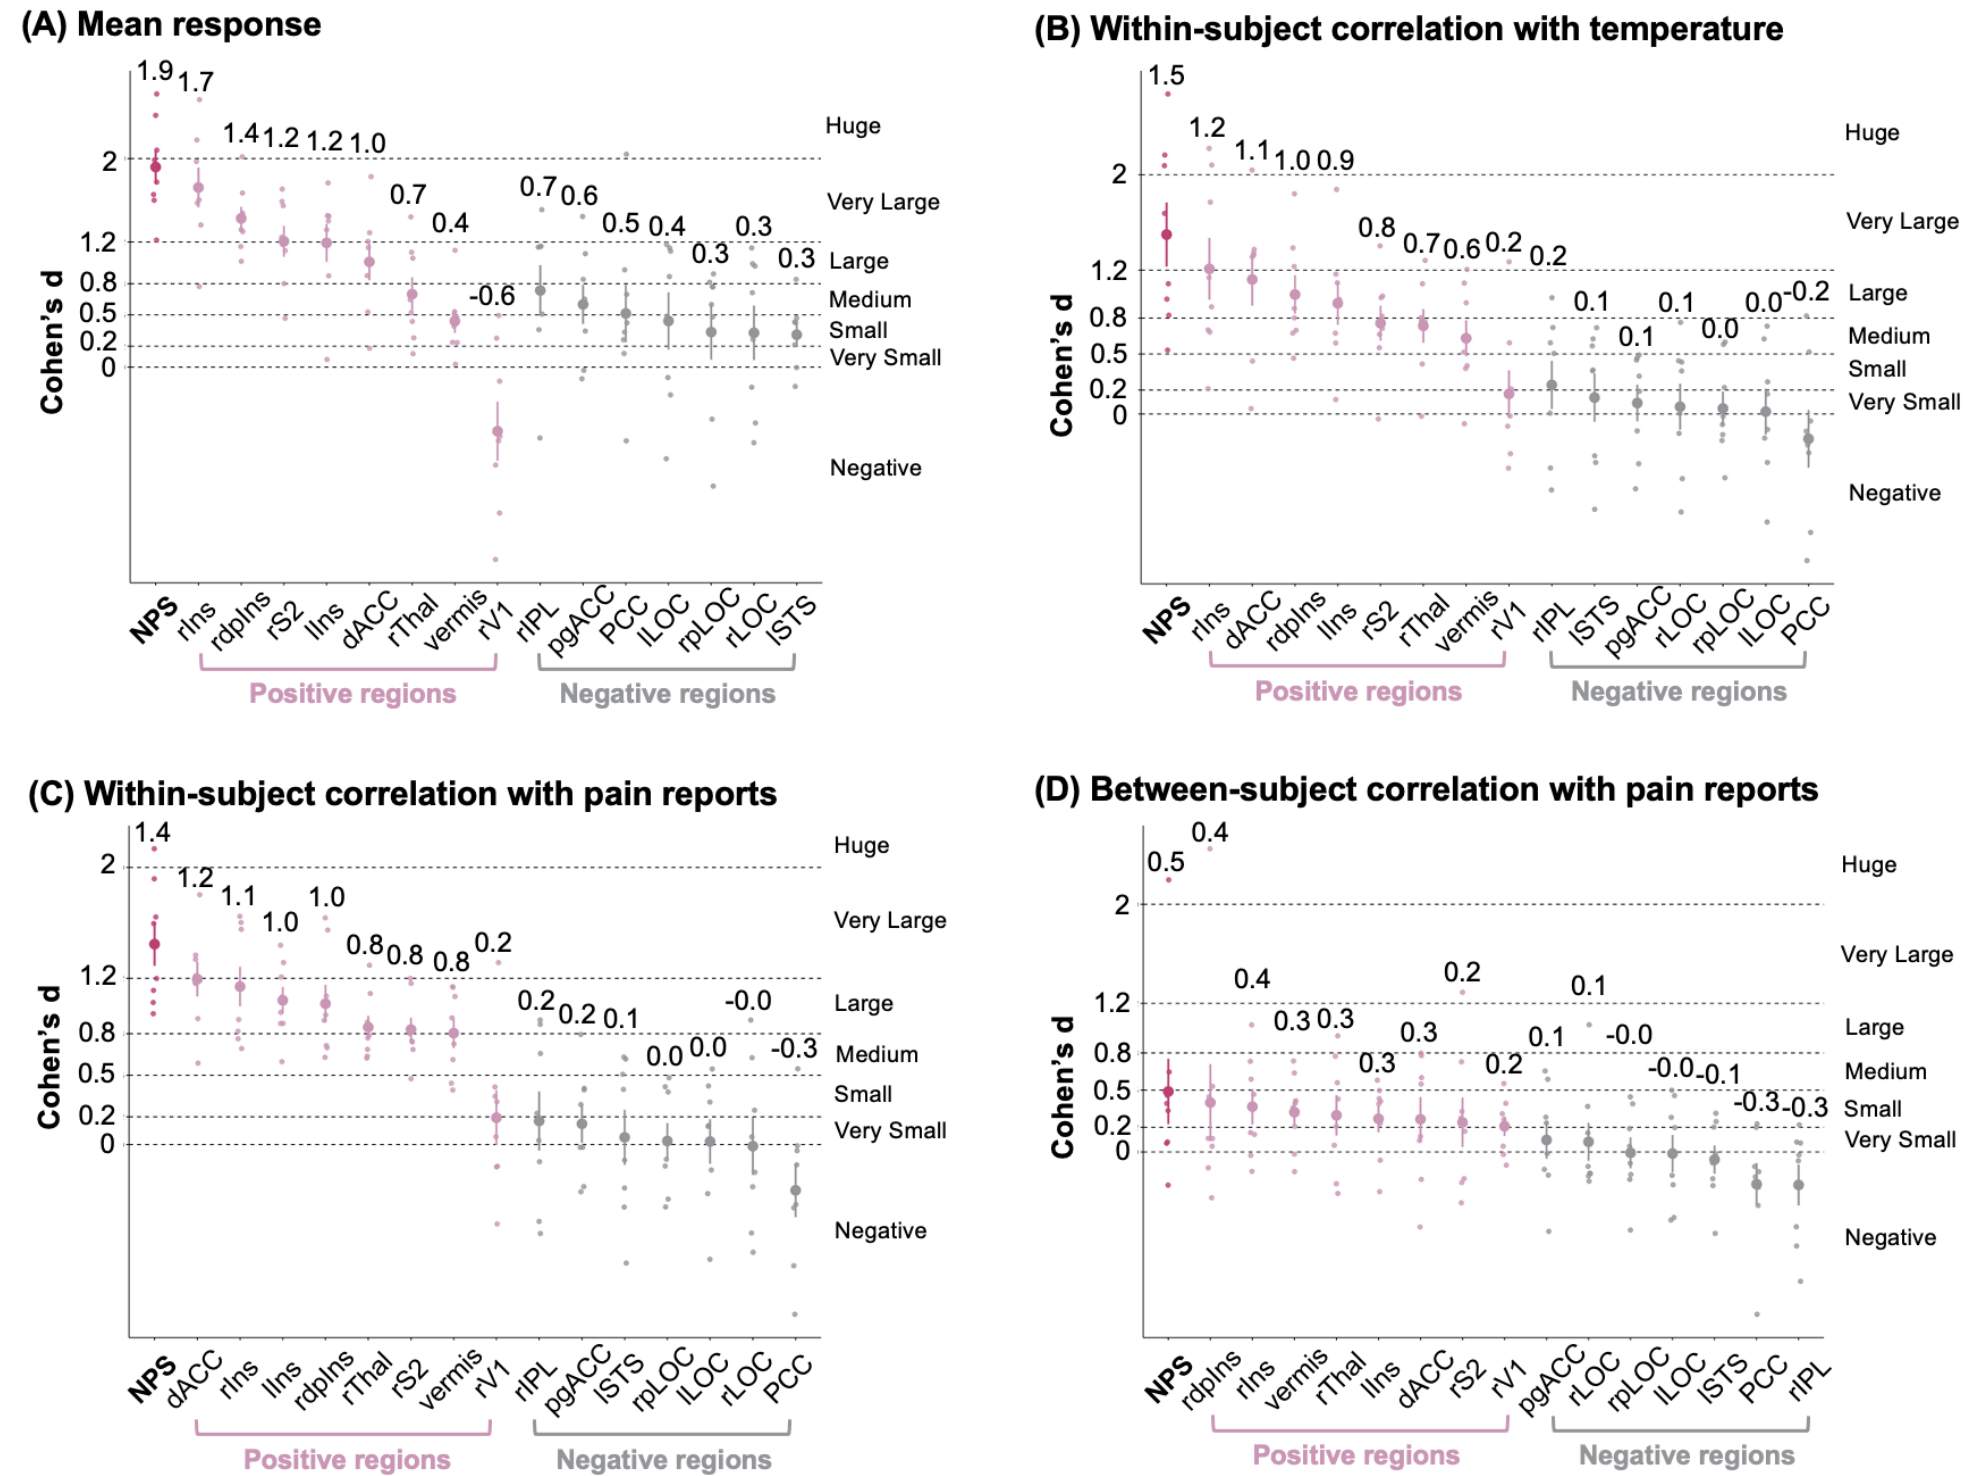 (A) Mean response
1.9 1.7 1.4 1.2 1.2 1.0 0.7 0.4 -0.6 0.7 0.6 0.5 0.4 0.3 0.3 0.3
Cohen's d
2
1.2
0.8
0.5
0.2
0
Huge
Very Large
Large
Medium
Small
Very Small
Negative
NPS rIns rdpIns rS2 lIns dACC rThal vermis rV1 rIPL pgACC PCC lLOC rpLOC rLOC lSTS
Positive regions Negative regions
(B) Within-subject correlation with temperature
1.5 1.2 1.1 1.0 0.9 0.8 0.7 0.6 0.2 0.2 0.1 0.1 0.1 0.0 0.0 -0.2
Cohen's d
2
1.2
0.8
0.5
0.2
0
Huge
Very Large
Large
Medium
Small
Very Small
Negative
NPS rIns dACC rdpIns lIns rS2 rThal vermis rV1 rIPL lSTS pgACC rLOC rpLOC lLOC PCC
Positive regions Negative regions
(C) Within-subject correlation with pain reports
1.4 1.2 1.1 1.0 1.0 0.8 0.8 0.8 0.2 0.2 0.2 0.1 0.0 0.0 -0.0 -0.3
Cohen's d
2
1.2
0.8
0.5
0.2
0
Huge
Very Large
Large
Medium
Small
Very Small
Negative
NPS dACC rIns lIns rdpIns rThal rS2 vermis rV1 rIPL pgACC lSTS rpLOC lLOC rLOC PCC
Positive regions Negative regions
(D) Between-subject correlation with pain reports
0.5 0.4 0.4 0.3 0.3 0.3 0.3 0.2 0.2 0.1 0.1 -0.0 -0.0 -0.1 -0.3 -0.3
Cohen's d
2
1.2
0.8
0.5
0.2
0
Huge
Very Large
Large
Medium
Small
Very Small
Negative
NPS rdpIns rIns vermis rThal lIns dACC rS2 rV1 pgACC rLOC rpLOC lLOC lSTS PCC rIPL
Positive regions Negative regions